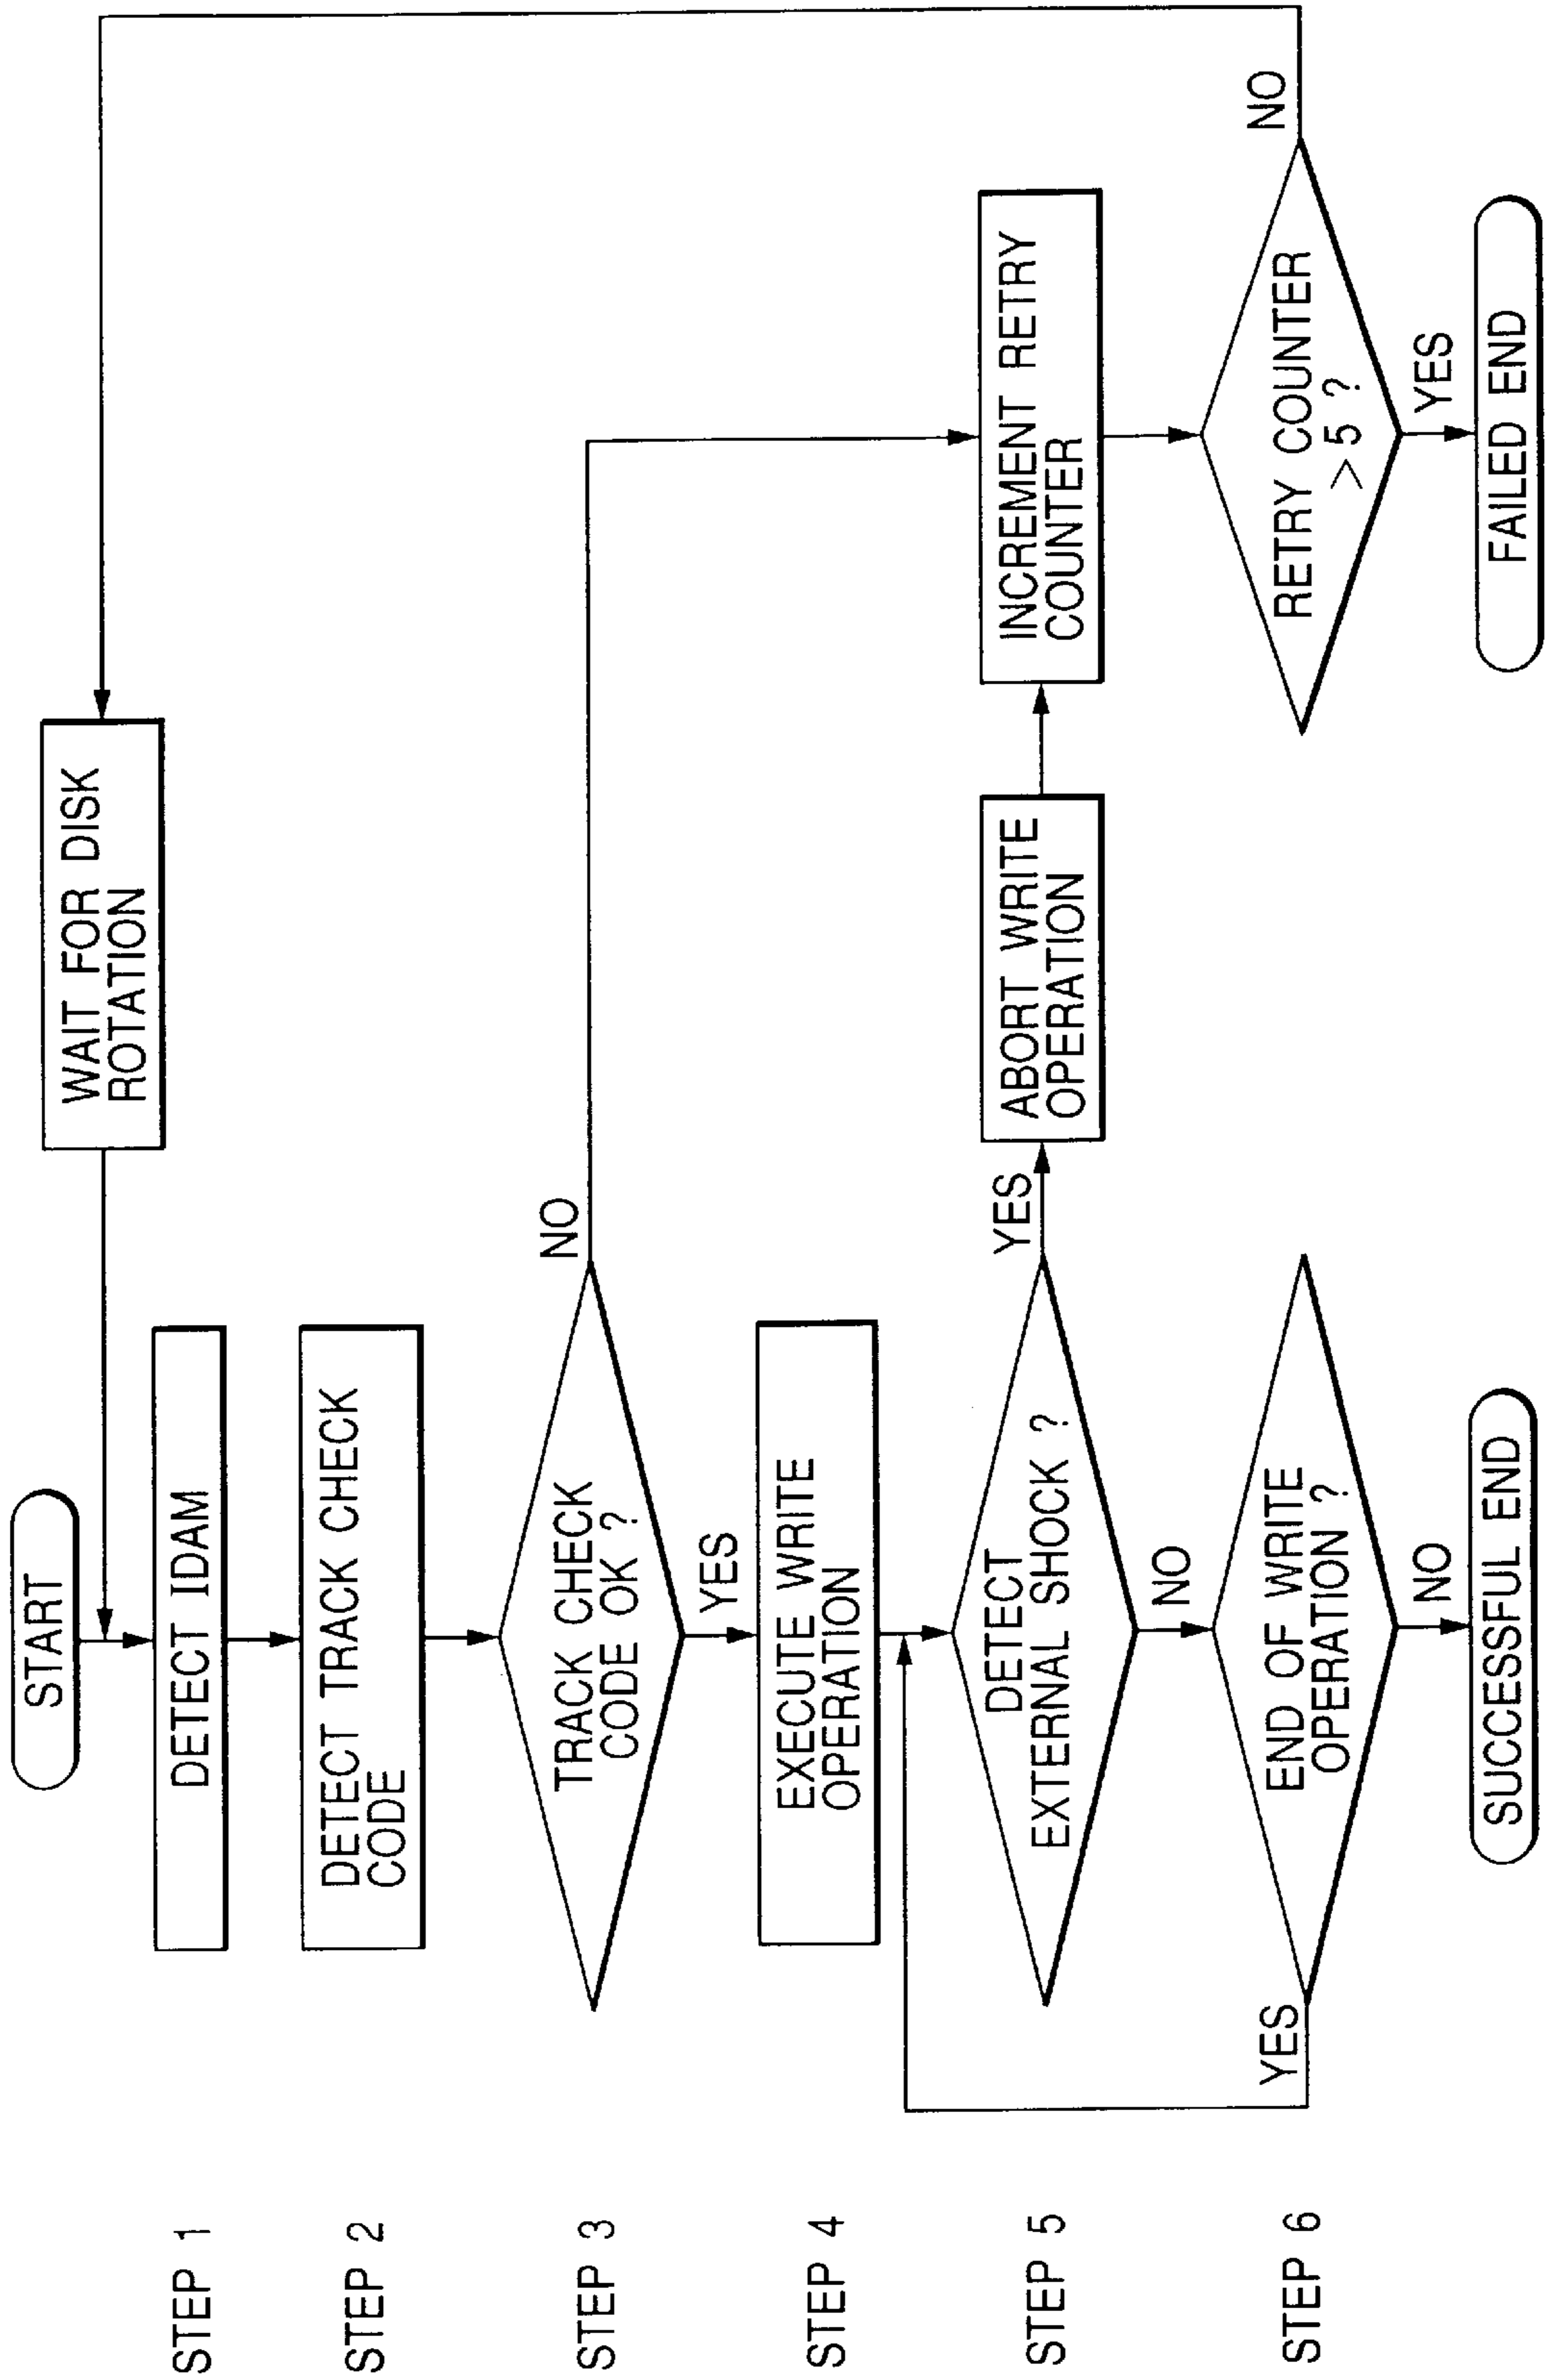 START
WAIT FOR DISK
ROTATION
STEP 1
DETECT IDAM
STEP 2
DETECT TRACK CHECK
CODE
STEP 3
TRACK CHECK
CODE OK ?
NO
YES
STEP 4
EXECUTE WRITE
OPERATION
STEP 5
DETECT
EXTERNAL SHOCK ?
YES
ABORT WRITE
OPERATION
INCREMENT RETRY
COUNTER
NO
STEP 6
YES
END OF WRITE
OPERATION ?
RETRY COUNTER
>5 ?
NO
NO
YES
SUCCESSFUL END
FAILED END